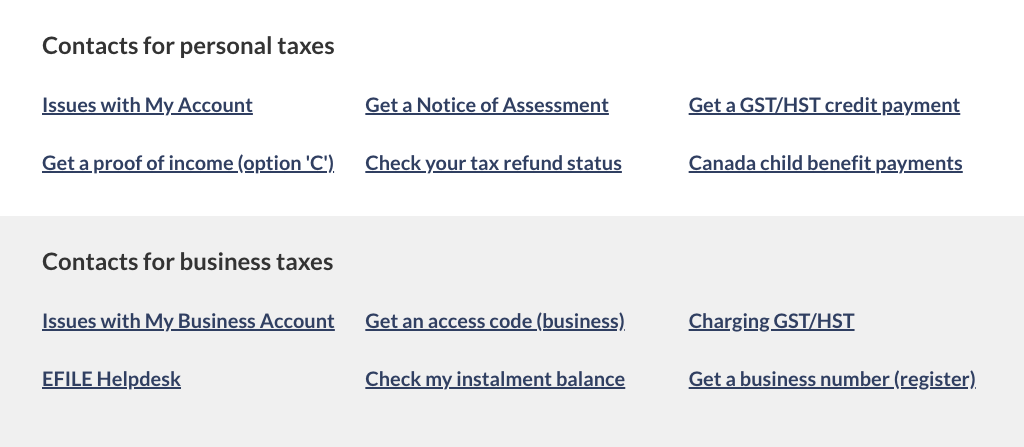 Contacts for personal taxes
Issues with My Account
Get a Notice of Assessment
Get a GST/HST credit payment
Get a proof of income (option 'C')
Check your tax refund status
Canada child benefit payments
Contacts for business taxes
Issues with My Business Account
Get an access code (business)
Charging GST/HST
EFILE Helpdesk
Check my instalment balance
Get a business number (register)